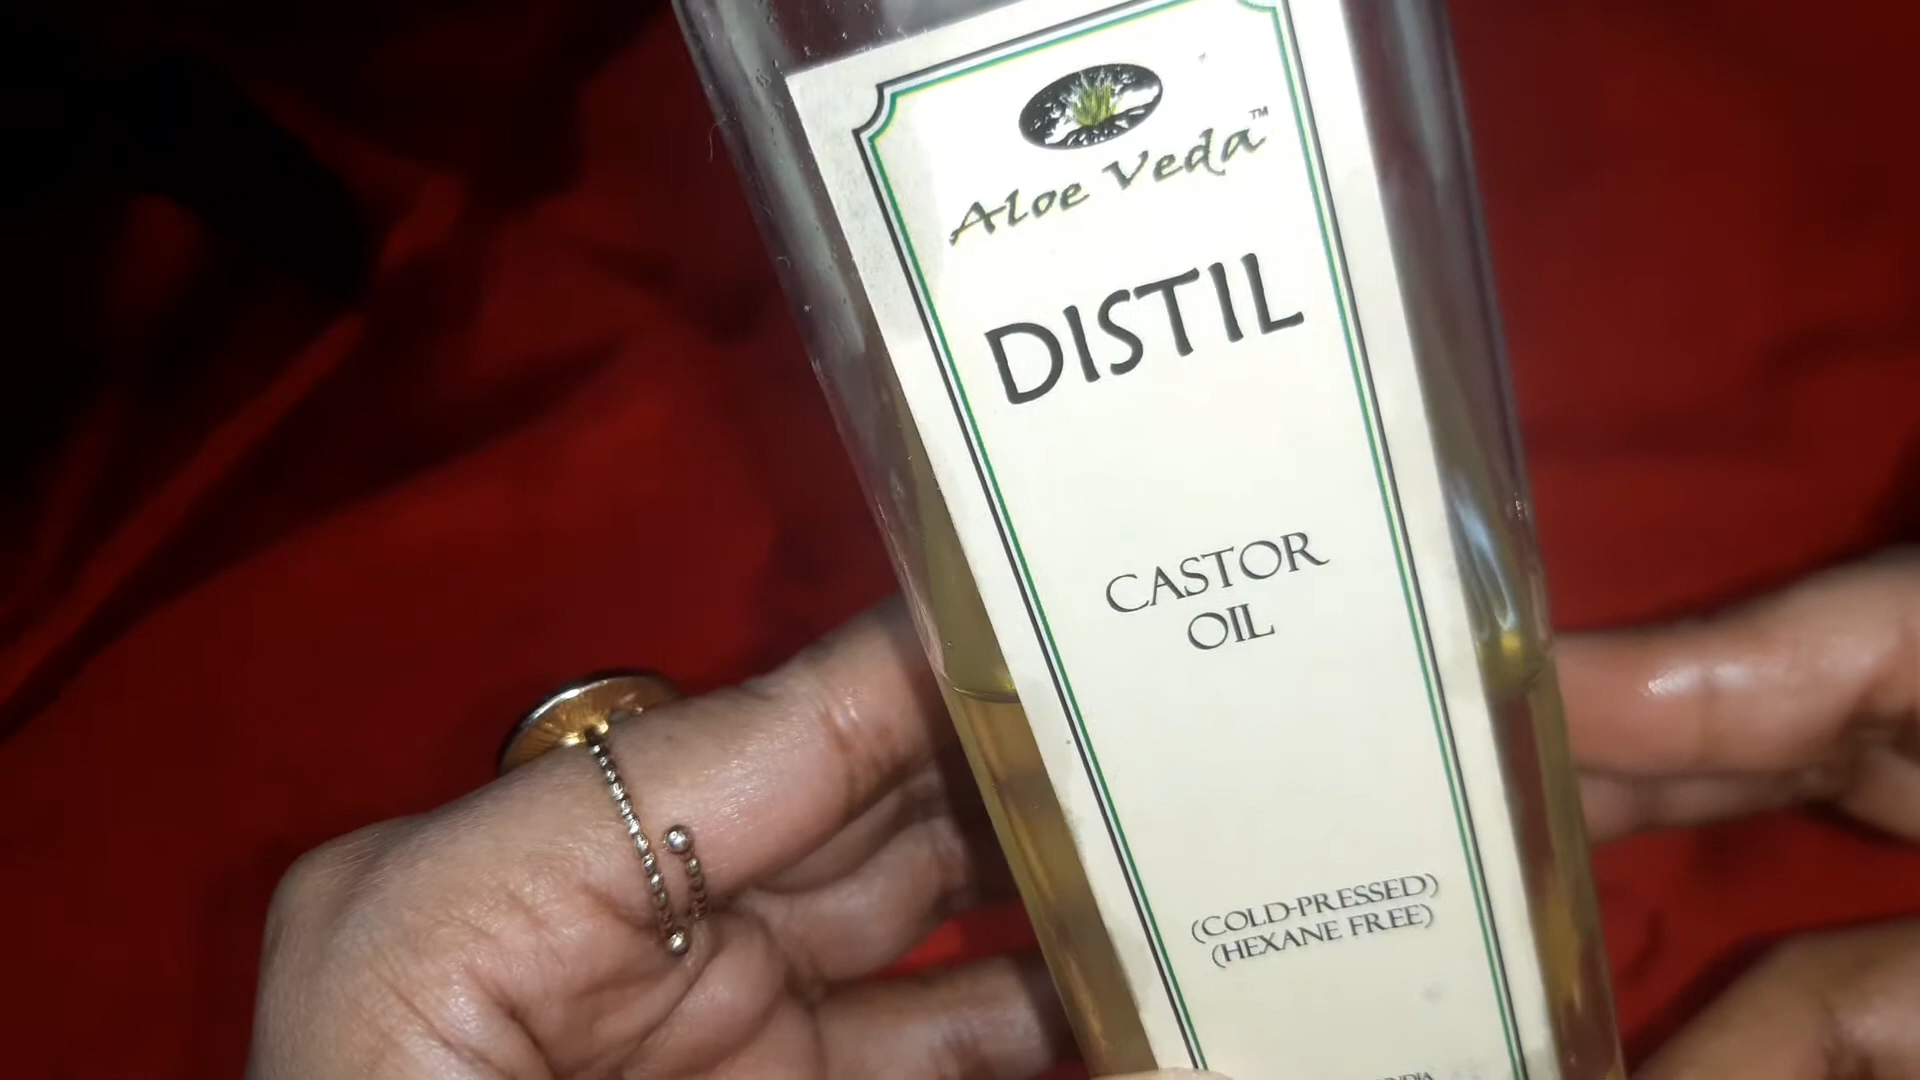 Aloe Veda™
DISTIL
CASTOR
OIL
(COLD-PRESSED)
(HEXANE FREE)